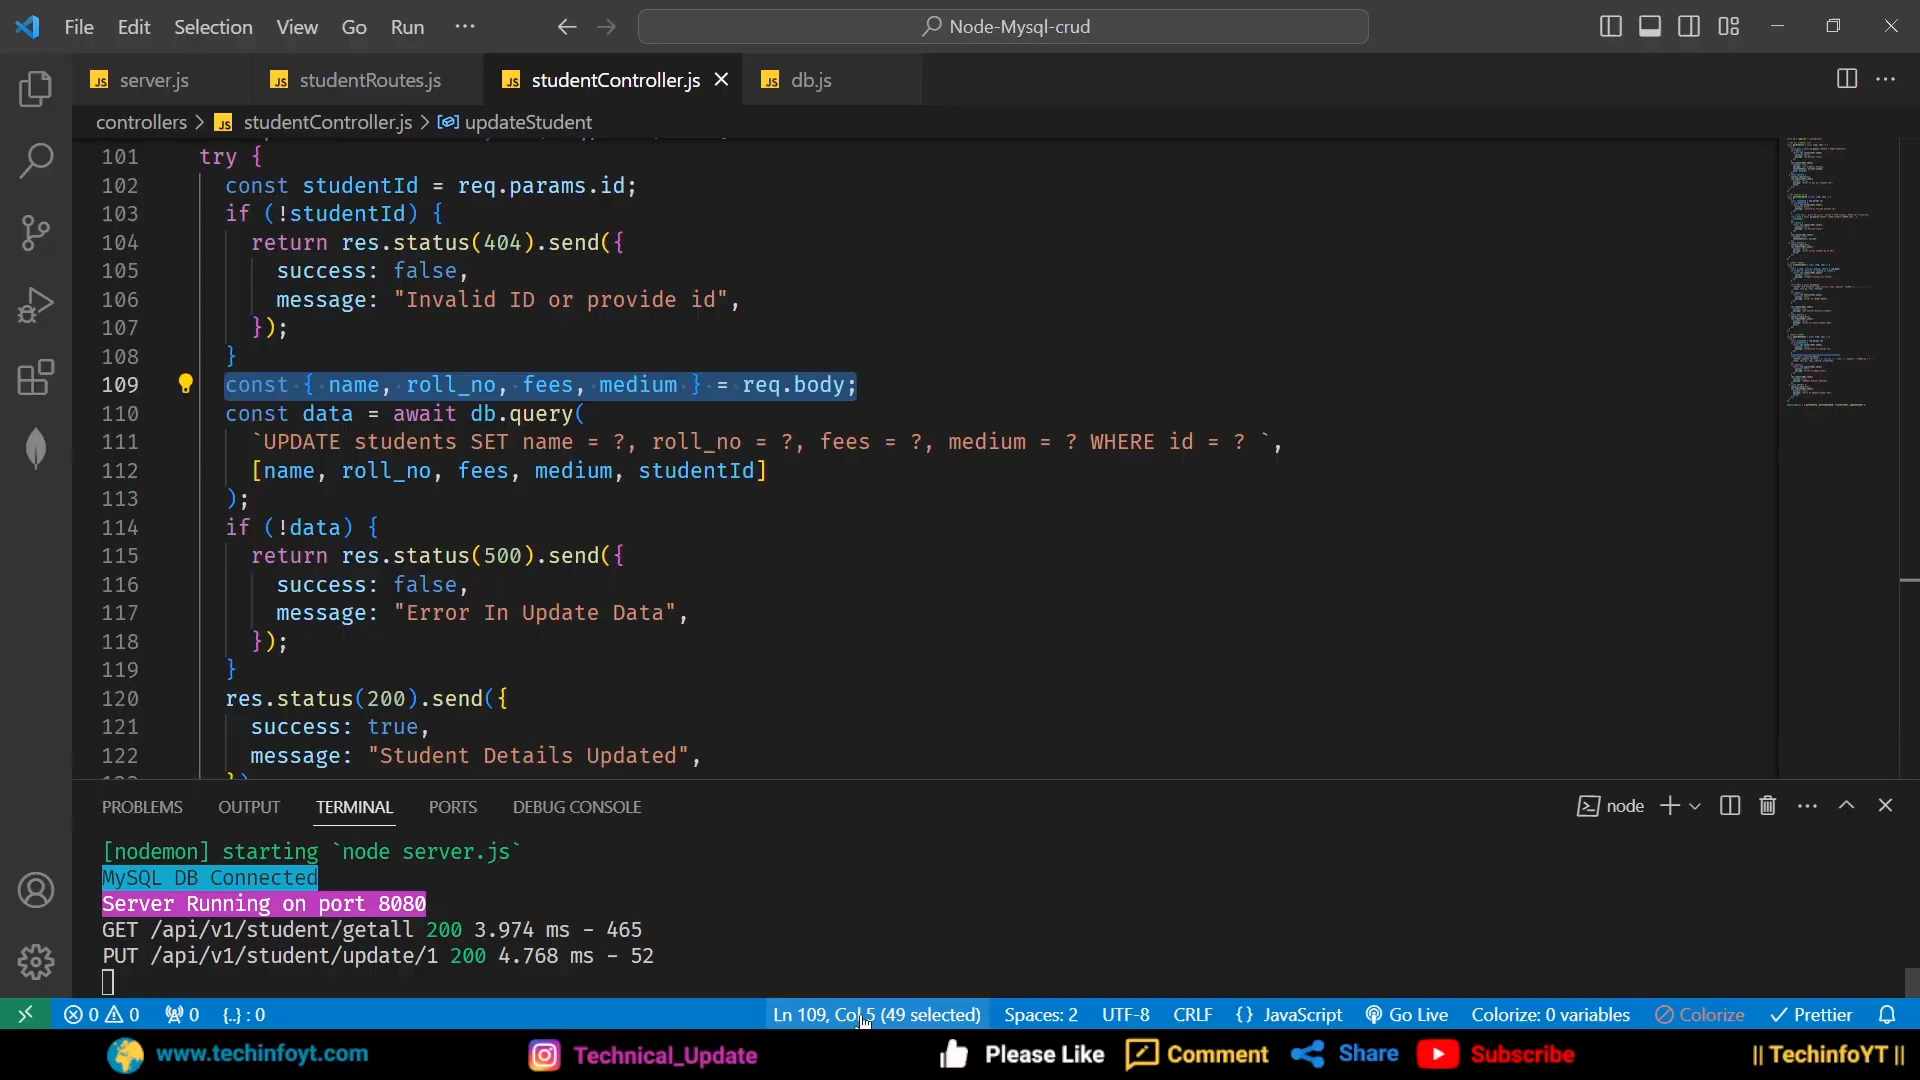 File Edit Selection View Go Run ··· Node-Mysql-crud
JS server.js JS studentRoutes.js JS studentController.js JS db.js
controllers > JS studentController.js > updateStudent
101 try {
102 const studentId = req.params.id;
103 if (!studentId) {
104 return res.status(404).send({
105 success: false,
106 message: "Invalid ID or provide id",
107 });
108 }
109 const { name, roll_no, fees, medium } = req.body;
110 const data = await db.query(
111 `UPDATE students SET name = ?, roll_no = ?, fees = ?, medium = ? WHERE id = ? `,
112 [name, roll_no, fees, medium, studentId]
113 );
114 if (!data) {
115 return res.status(500).send({
116 success: false,
117 message: "Error In Update Data",
118 });
119 }
120 res.status(200).send({
121 success: true,
122 message: "Student Details Updated",
PROBLEMS OUTPUT TERMINAL PORTS DEBUG CONSOLE node
[nodemon] starting `node server.js`
MySQL DB Connected
Server Running on port 8080
GET /api/v1/student/getall 200 3.974 ms - 465
PUT /api/v1/student/update/1 200 4.768 ms - 52
0 0 0 {..} : 0 Ln 109, Col 5 (49 selected) Spaces: 2 UTF-8 CRLF {} JavaScript Go Live Colorize: 0 variables Colorize Prettier
www.techinfoyt.com Technical_Update Please Like Comment Share Subscribe || TechinfoYT ||